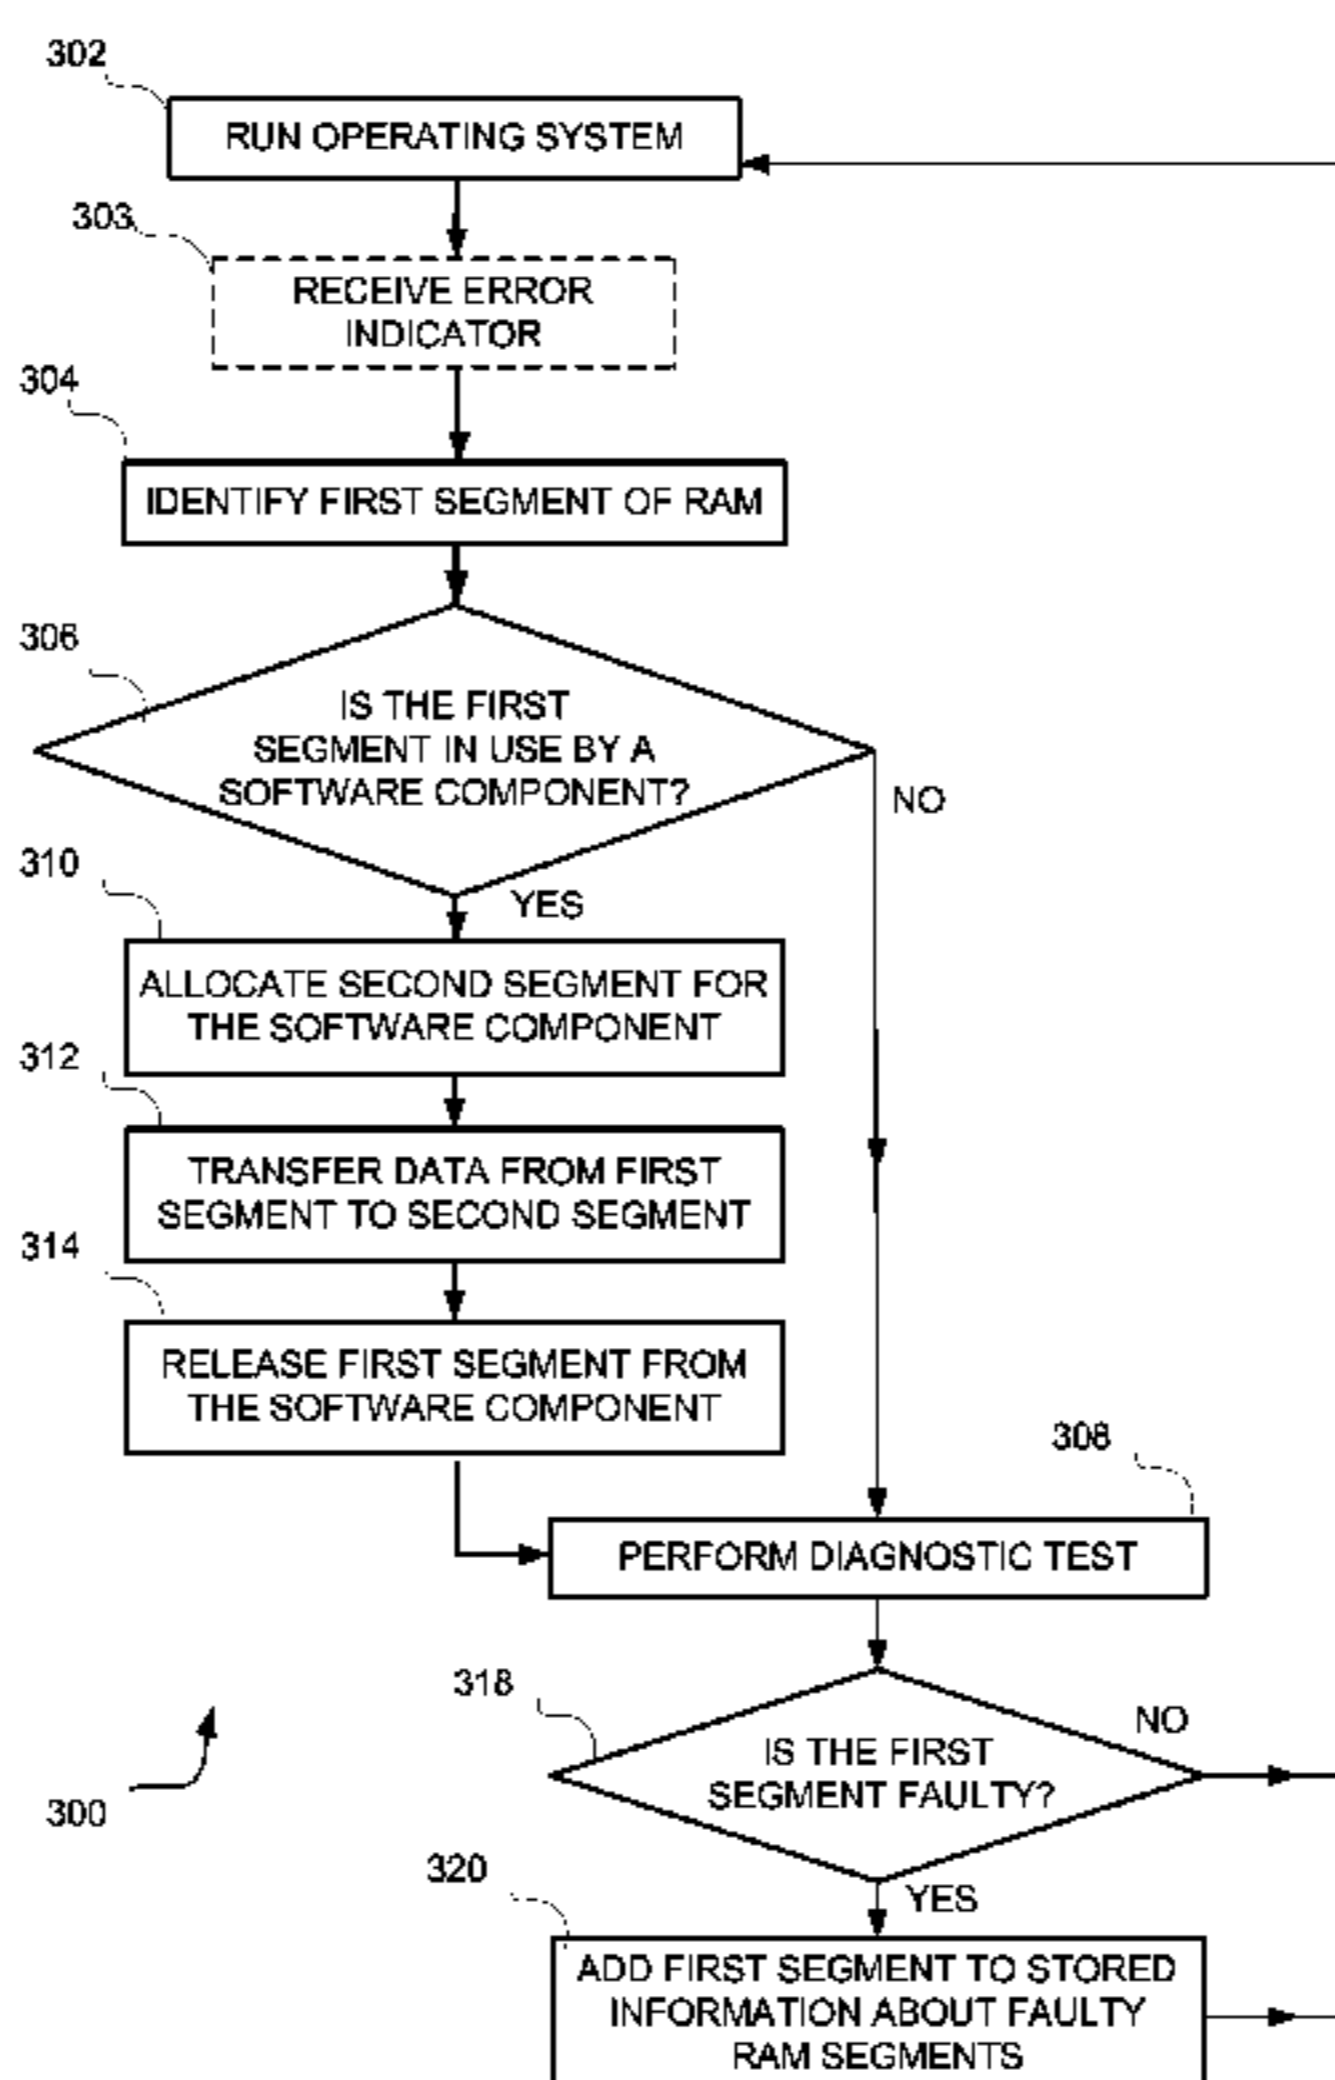 302
RUN OPERATING SYSTEM
303
RECEIVE ERROR
INDICATOR
304
IDENTIFY FIRST SEGMENT OF RAM
306
IS THE FIRST
SEGMENT IN USE BY A
SOFTWARE COMPONENT?
NO
YES
310
ALLOCATE SECOND SEGMENT FOR
THE SOFTWARE COMPONENT
312
TRANSFER DATA FROM FIRST
SEGMENT TO SECOND SEGMENT
314
RELEASE FIRST SEGMENT FROM
THE SOFTWARE COMPONENT
308
PERFORM DIAGNOSTIC TEST
318
IS THE FIRST
SEGMENT FAULTY?
NO
YES
300
320
ADD FIRST SEGMENT TO STORED
INFORMATION ABOUT FAULTY
RAM SEGMENTS